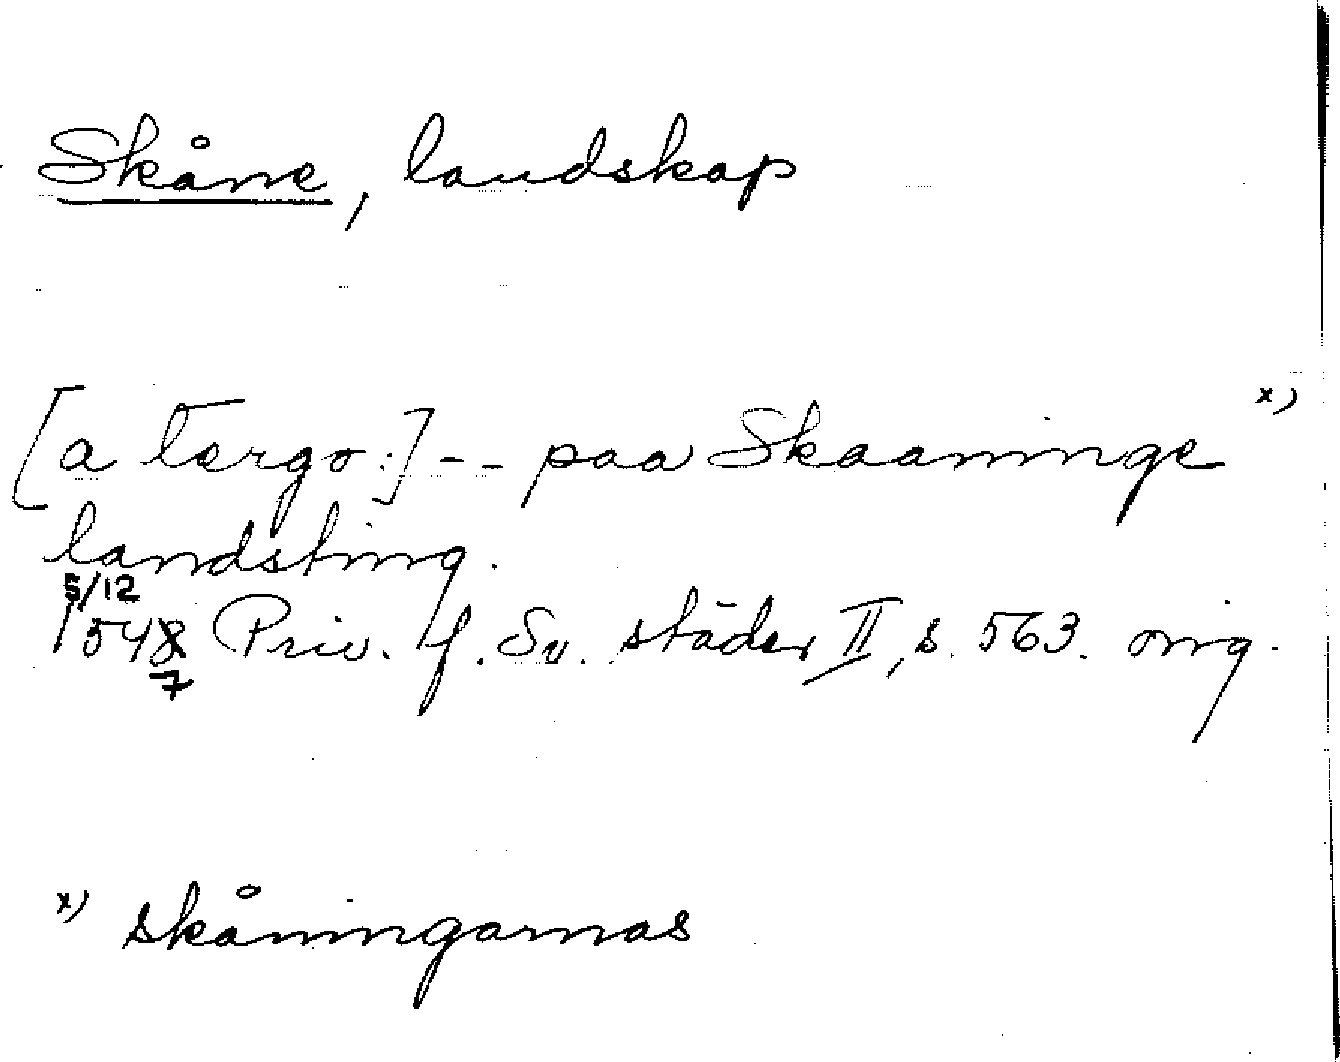 Skåne, landskap
[a tergo:] -- paa Skaaninge x)
landsting.
5/12
1548 Priv. f. Sv. städer II, s. 563. orig.
7
x) skåningarnas